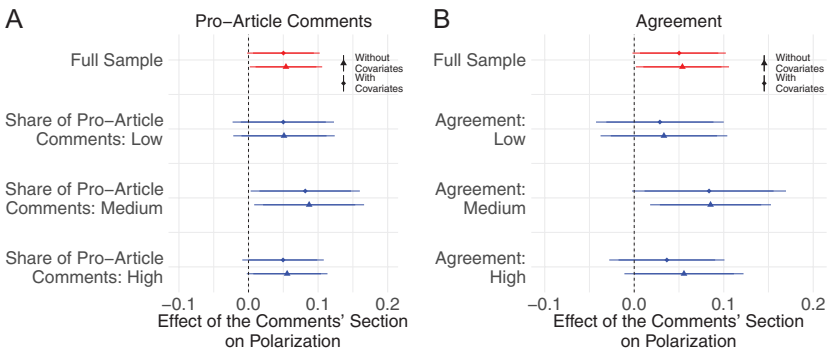 A
Pro−Article Comments
Full Sample
Share of Pro−Article
Comments: Low
Share of Pro−Article
Comments: Medium
Share of Pro−Article
Comments: High
Without
Covariates
With
Covariates
−0.1 0.0 0.1 0.2
Effect of the Comments' Section
on Polarization
B
Agreement
Full Sample
Agreement:
Low
Agreement:
Medium
Agreement:
High
Without
Covariates
With
Covariates
−0.1 0.0 0.1 0.2
Effect of the Comments' Section
on Polarization